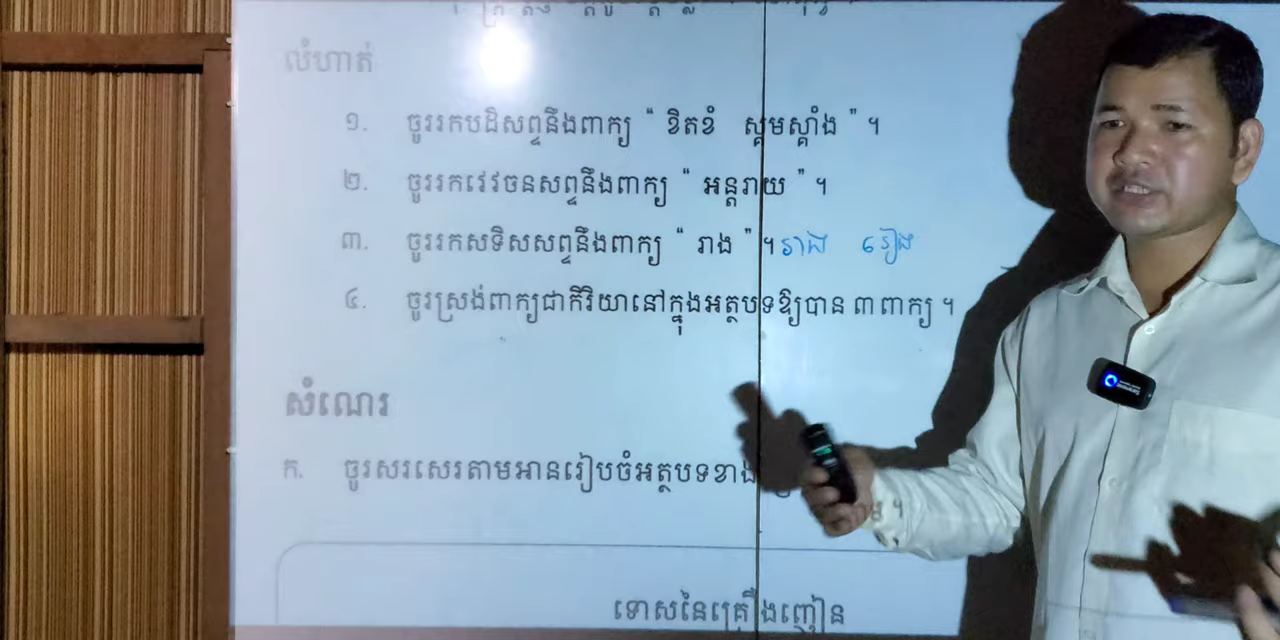 លំហាត់
១. ចូររកបដិសព្ទនឹងពាក្យ “ ខិតខំ ស្គមស្គាំង ” ។
២. ចូររកវេវចនសព្ទនឹងពាក្យ “ អន្តរាយ ” ។
៣. ចូររកសទិសសព្ទនឹងពាក្យ “ រាង ” ។ រាង រៀង
៤. ចូរស្រង់ពាក្យជាកិរិយានៅក្នុងអត្ថបទឱ្យបាន ៣ ពាក្យ ។
សំណេរ
ក. ចូរសរសេរតាមអានរៀបចំអត្ថបទខាង
ទោសនៃគ្រឿងញៀន